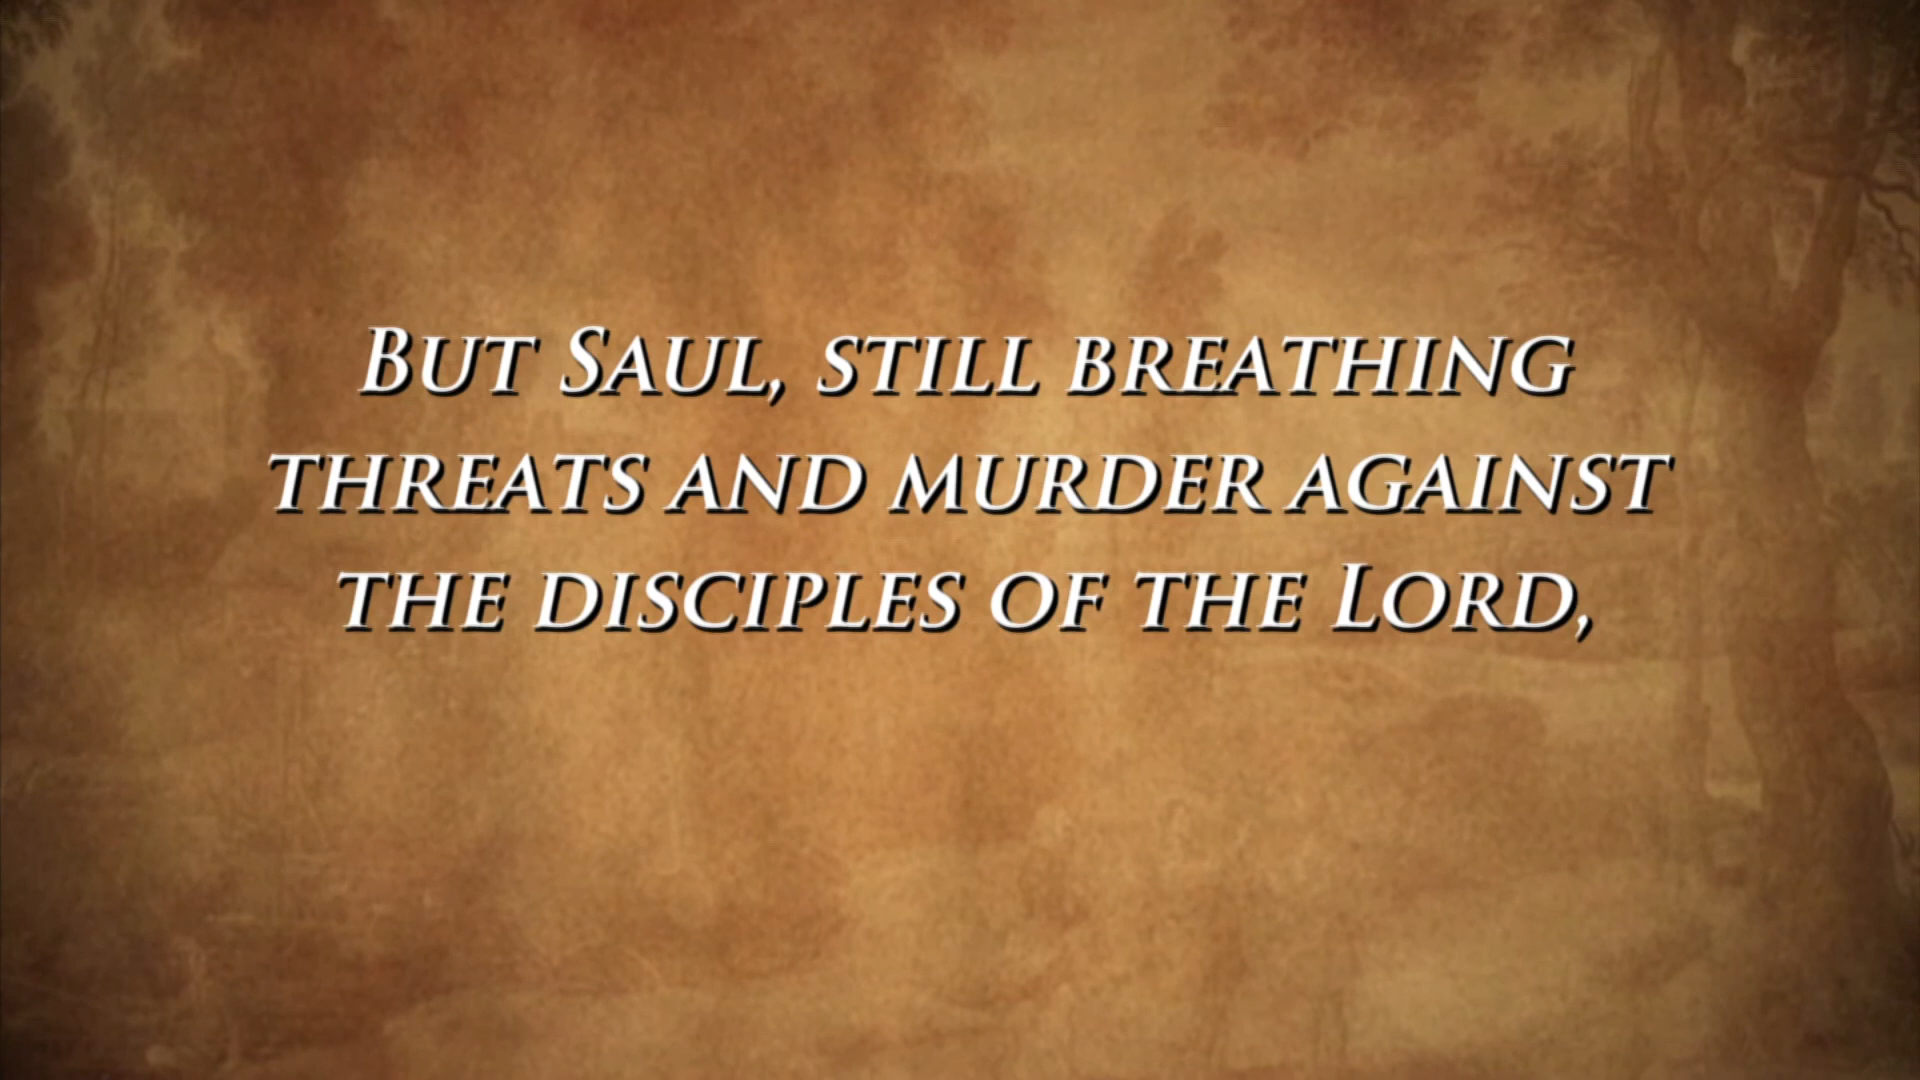 But Saul, still breathing
threats and murder against
the disciples of the Lord,